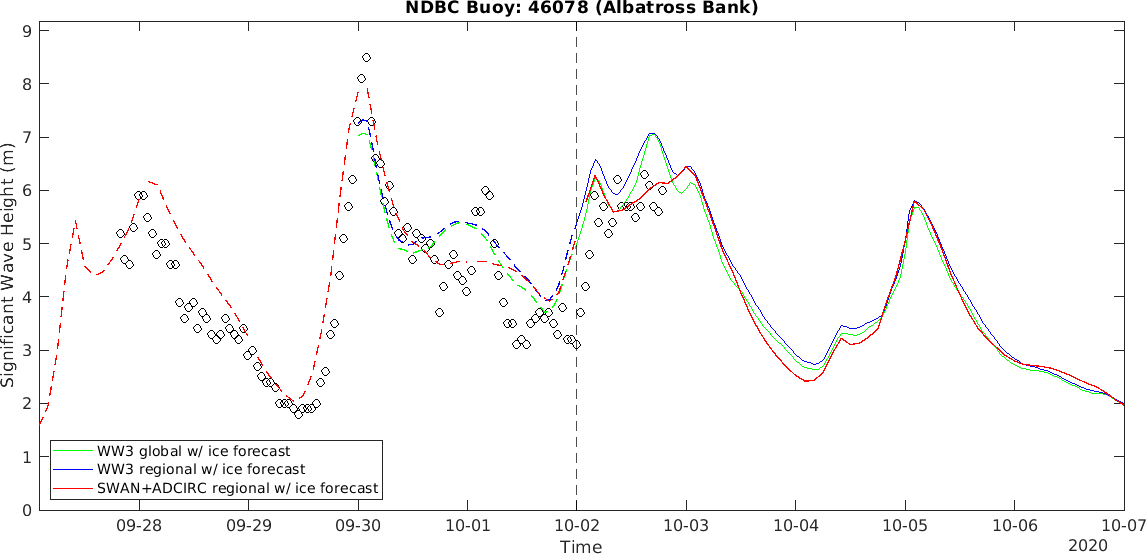 NDBC Buoy: 46078 (Albatross Bank)
Significant Wave Height (m)
9
8
7
6
5
4
3
2
1
0
WW3 global w/ ice forecast
WW3 regional w/ ice forecast
SWAN+ADCIRC regional w/ ice forecast
09-28 09-29 09-30 10-01 10-02 10-03 10-04 10-05 10-06 10-07
Time
2020